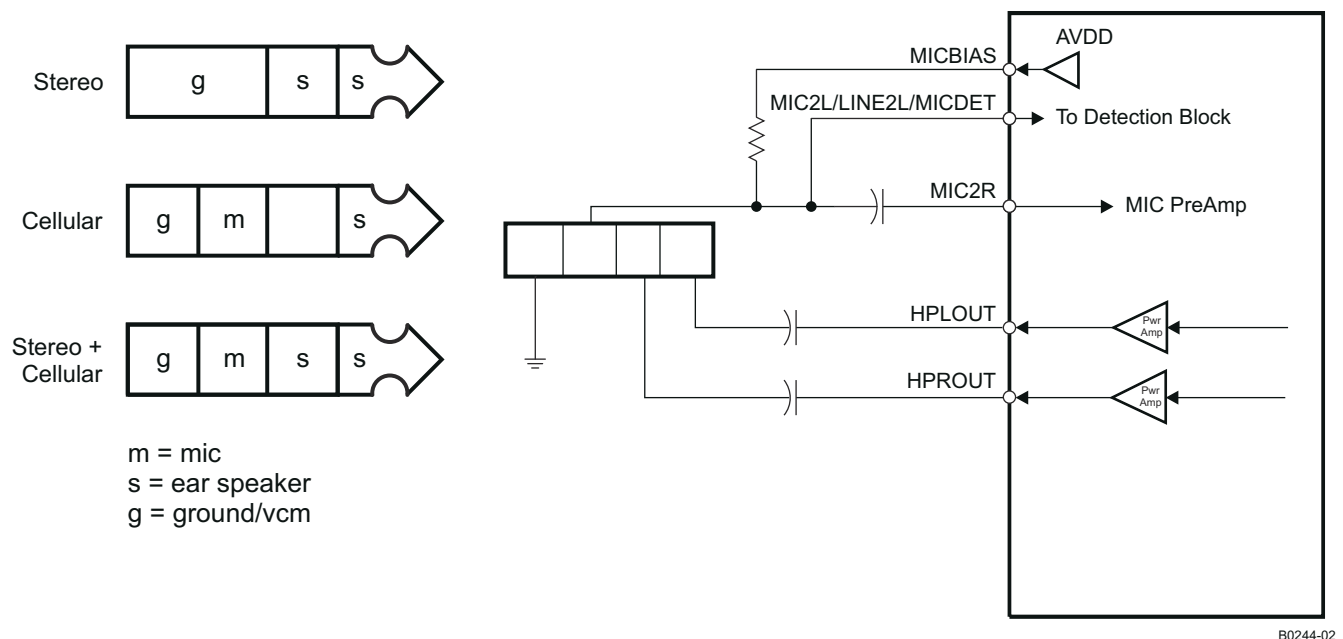 Stereo
g s s
Cellular
g m s
Stereo +
Cellular
g m s s
m = mic
s = ear speaker
g = ground/vcm
AVDD
MICBIAS
MIC2L/LINE2L/MICDET
To Detection Block
MIC2R
MIC PreAmp
HPLOUT
Pwr
Amp
HPROUT
Pwr
Amp
B0244-02